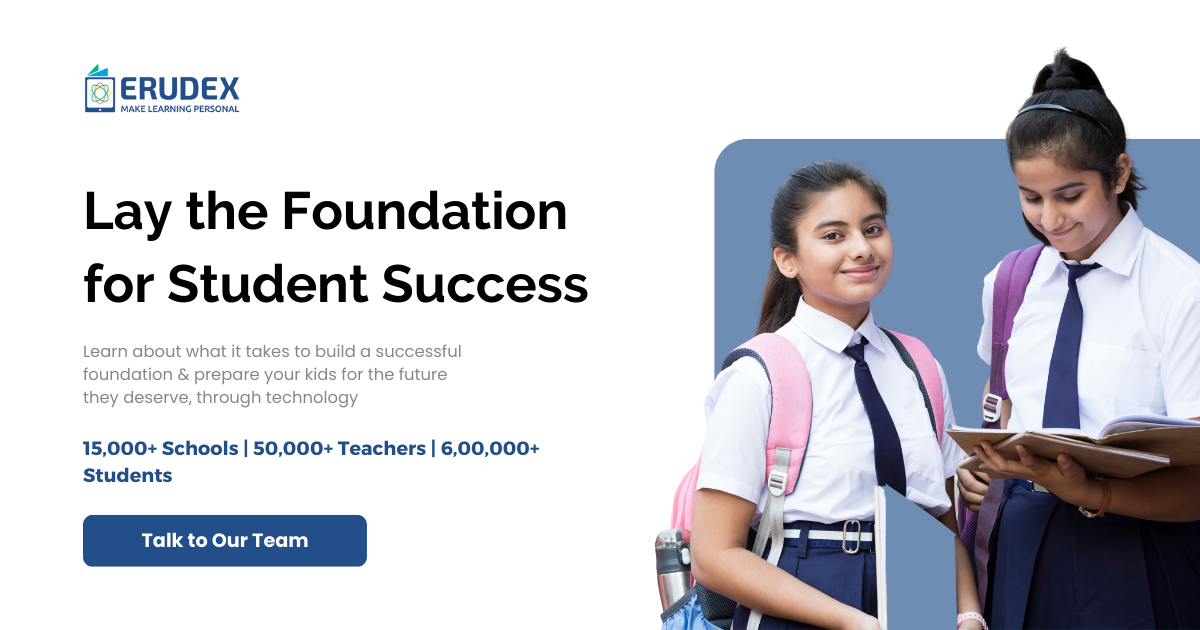 ERUDEX
MAKE LEARNING PERSONAL
Lay the Foundation
for Student Success
Learn about what it takes to build a successful
foundation & prepare your kids for the future
they deserve, through technology
15,000+ Schools | 50,000+ Teachers | 6,00,000+
Students
Talk to Our Team